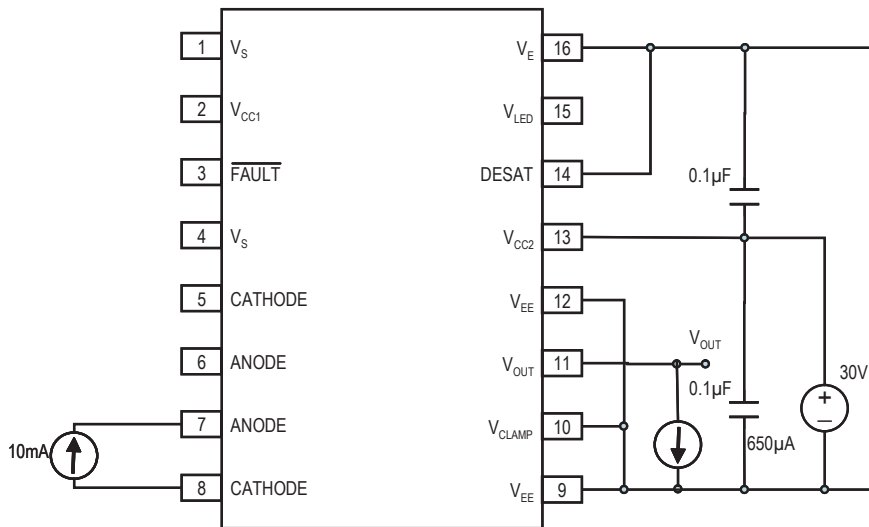 1 V_S
2 V_CC1
3 FAULT
4 V_S
5 CATHODE
6 ANODE
7 ANODE
8 CATHODE
10mA
V_E 16
V_LED 15
DESAT 14
V_CC2 13
V_EE 12
V_OUT 11
V_CLAMP 10
V_EE 9
0.1µF
V_OUT
0.1µF
30V
650µA